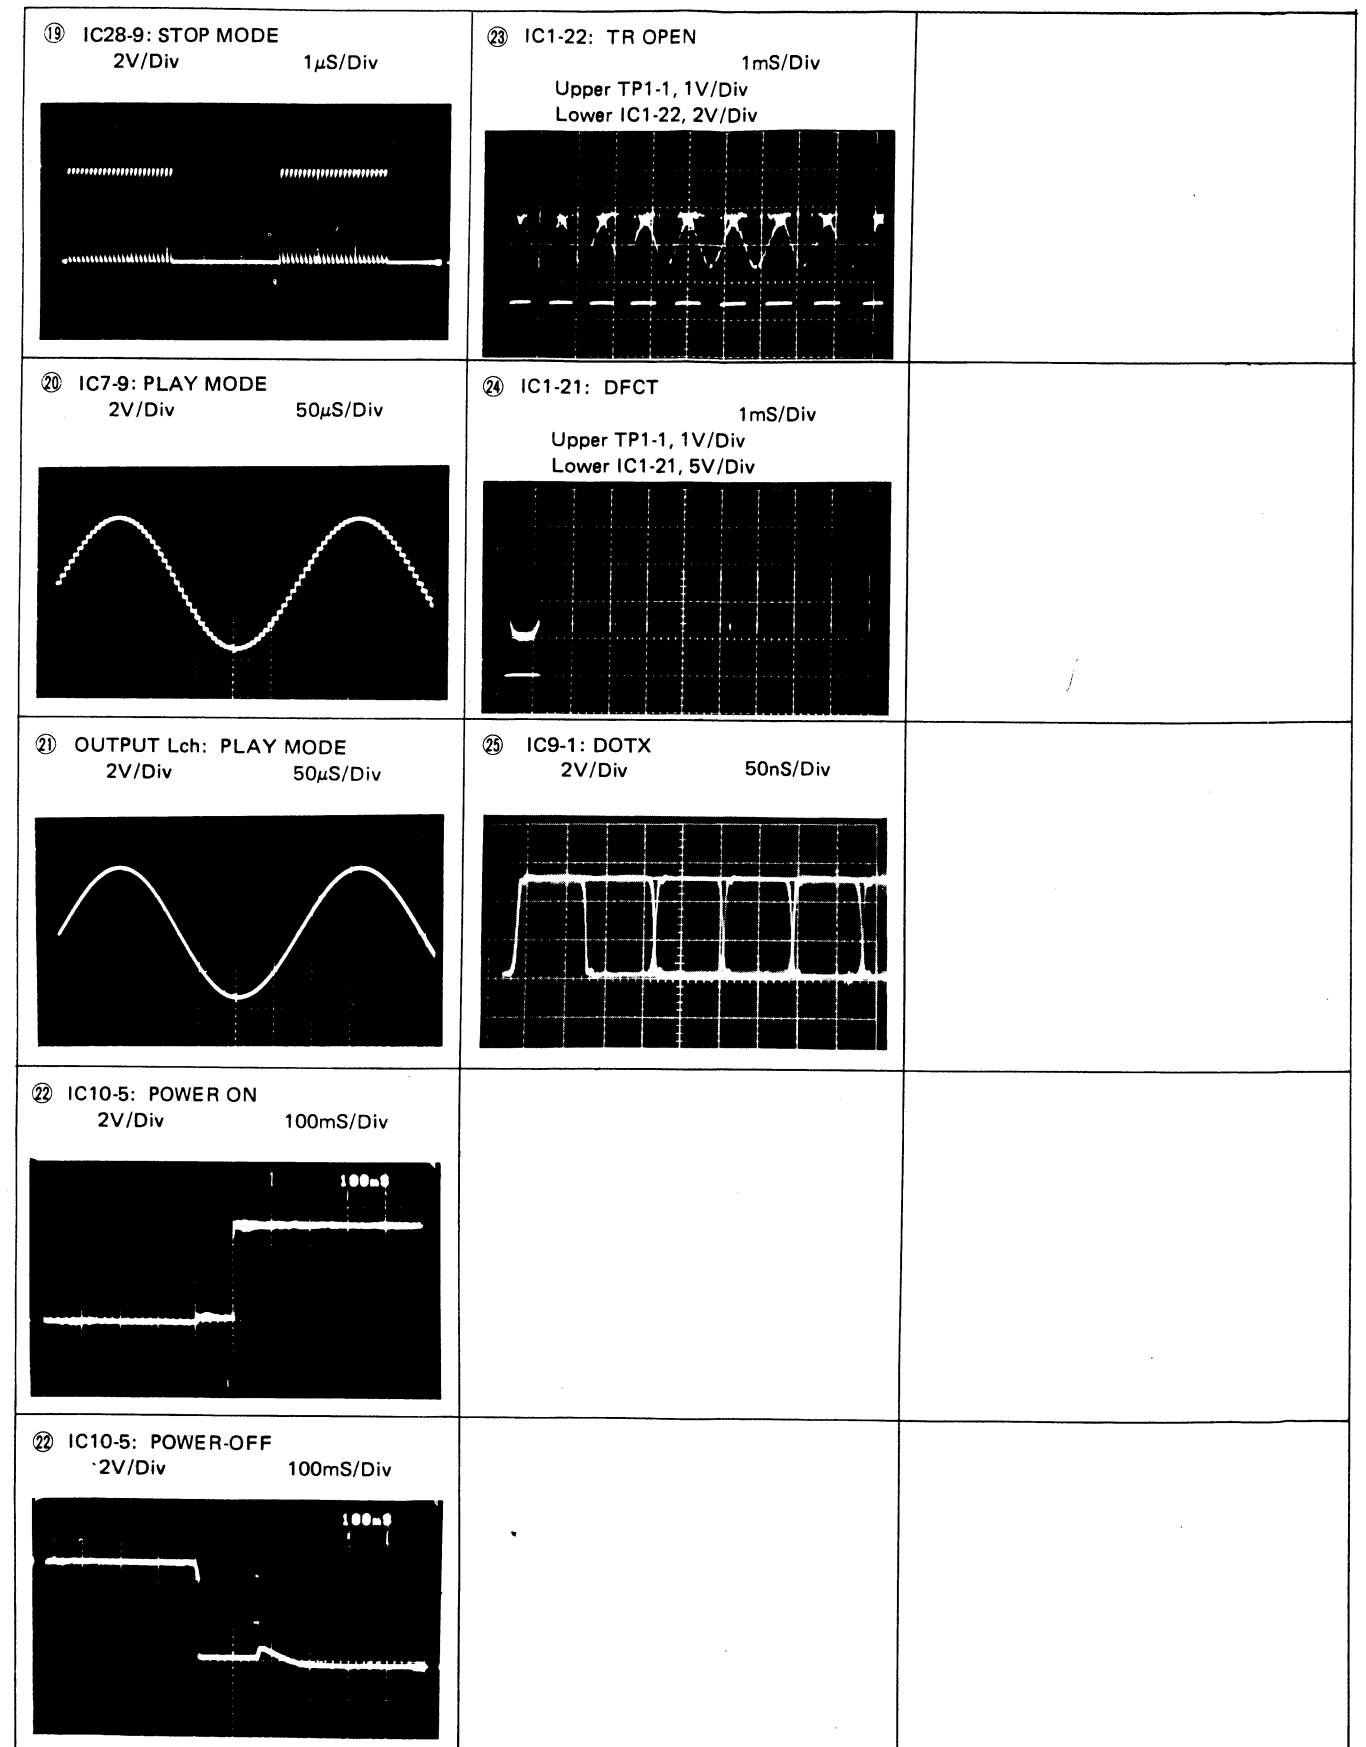 ⑲ IC28-9: STOP MODE
2V/Div 1μS/Div
⑳ IC7-9: PLAY MODE
2V/Div 50μS/Div
㉑ OUTPUT Lch: PLAY MODE
2V/Div 50μS/Div
㉒ IC10-5: POWER ON
2V/Div 100mS/Div
100mS
㉒ IC10-5: POWER-OFF
2V/Div 100mS/Div
100mS
㉓ IC1-22: TR OPEN
1mS/Div
Upper TP1-1, 1V/Div
Lower IC1-22, 2V/Div
㉔ IC1-21: DFCT
1mS/Div
Upper TP1-1, 1V/Div
Lower IC1-21, 5V/Div
㉕ IC9-1: DOTX
2V/Div 50nS/Div